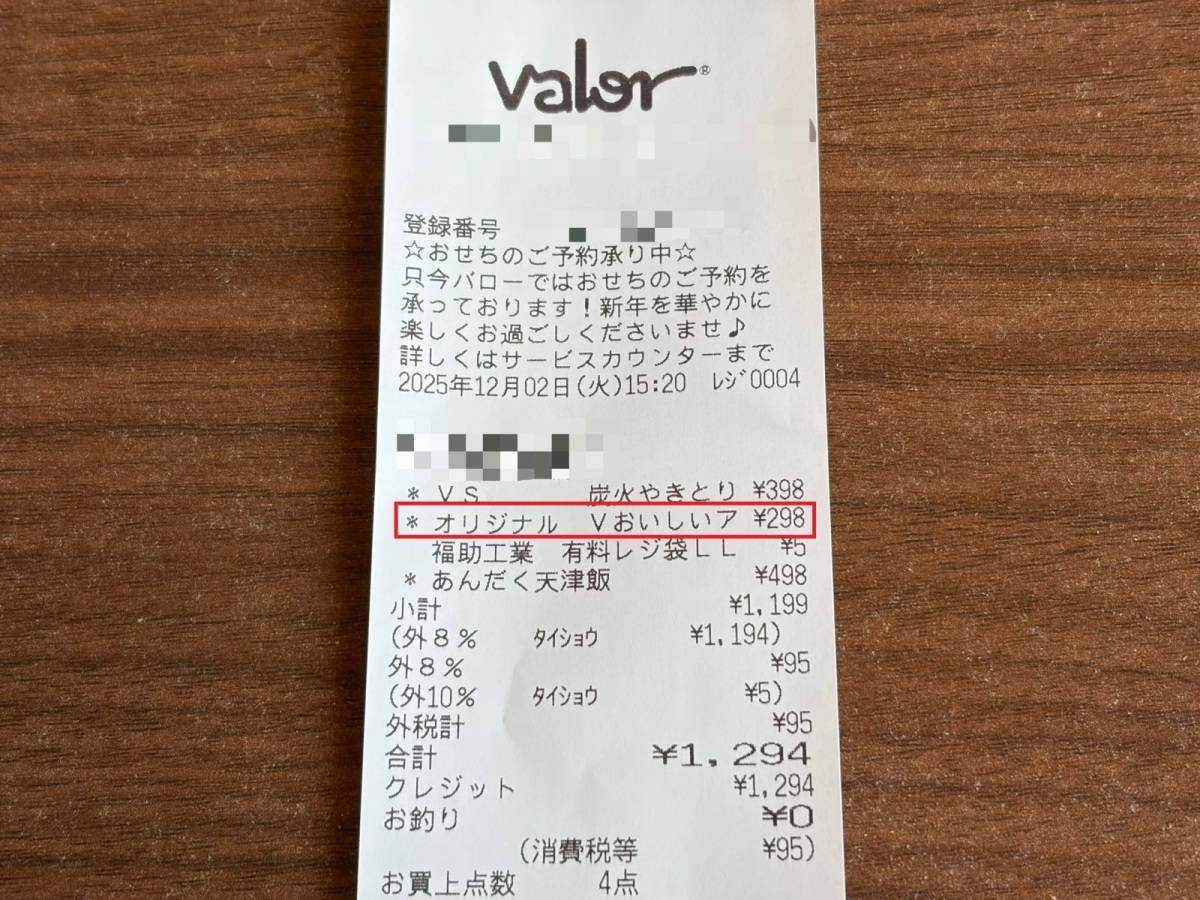 valor®
登録番号
☆おせちのご予約承り中☆
只今バローではおせちのご予約を
承っております！新年を華やかに
楽しくお過ごしくださいませ♪
詳しくはサービスカウンターまで
2025年12月02日(火)15:20 ﾚｼﾞ0004
* ＶＳ 炭火やきとり ¥398
* オリジナル Ｖおいしいア ¥298
福助工業 有料レジ袋ＬＬ ¥5
* あんだく天津飯 ¥498
小計 ¥1,199
(外８％ ﾀｲｼｮｳ ¥1,194)
外８％ ¥95
(外10% ﾀｲｼｮｳ ¥5)
外税計 ¥95
合計 ¥1,294
クレジット ¥1,294
お釣り ¥0
(消費税等 ¥95)
お買上点数 4点